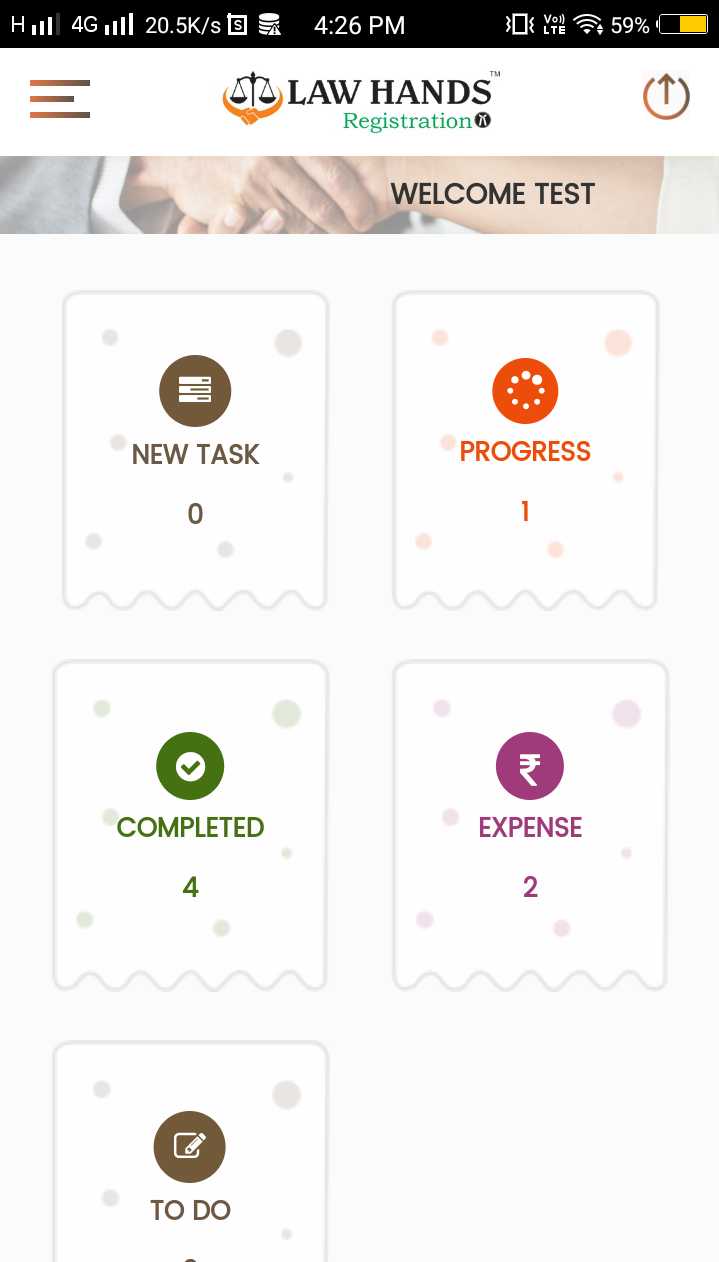 H 4G 20.5K/s S 4:26 PM Vo)) LTE 59%
LAW HANDS™
Registration
WELCOME TEST
NEW TASK
0
PROGRESS
1
COMPLETED
4
EXPENSE
2
TO DO